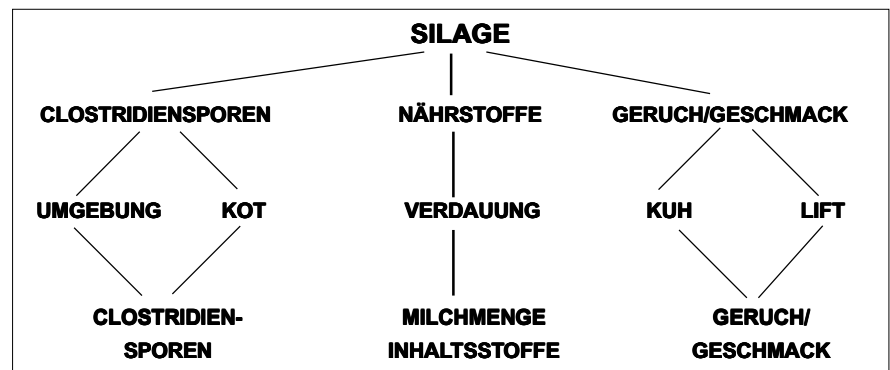 SILAGE
CLOSTRIDIENSPOREN NÄHRSTOFFE GERUCH/GESCHMACK
UMGEBUNG KOT VERDAUUNG KUH LIFT
CLOSTRIDIEN- MILCHMENGE GERUCH/
SPOREN INHALTSSTOFFE GESCHMACK